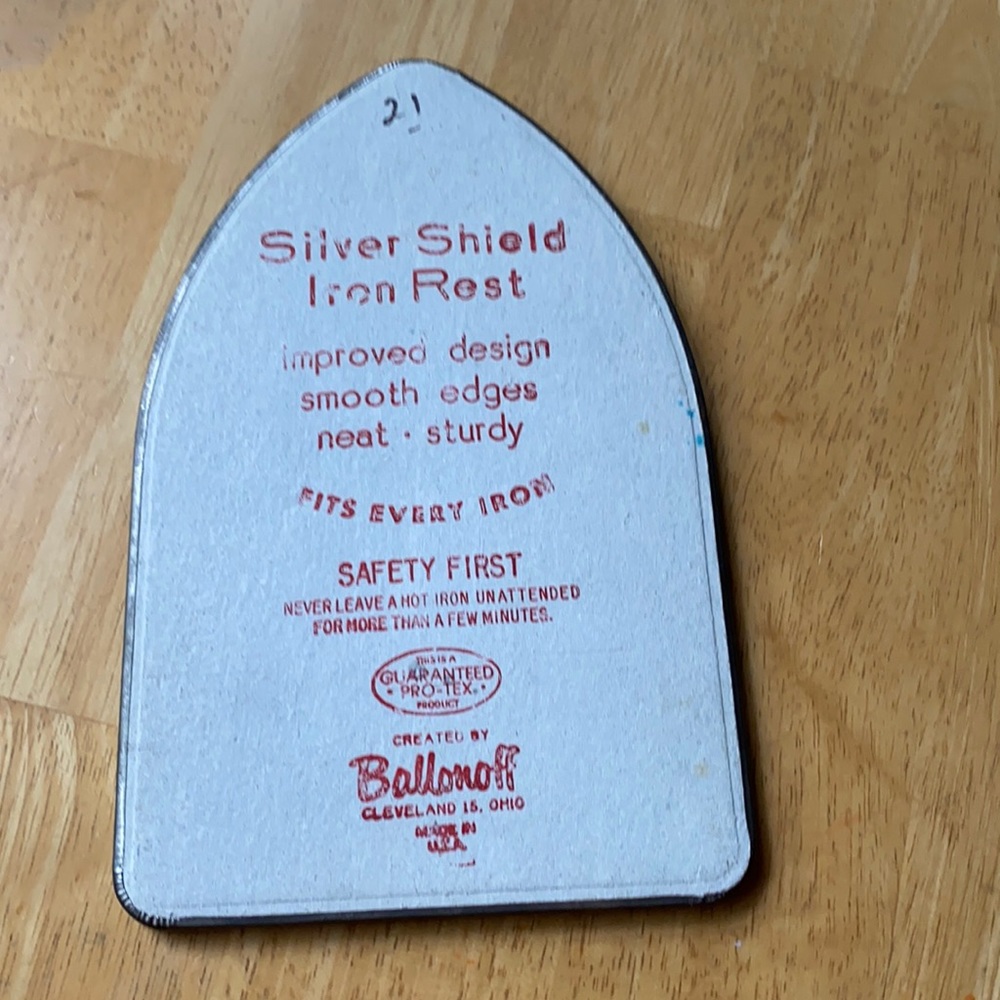 21
Silver Shield
Iron Rest
improved design
smooth edges
neat · sturdy
FITS EVERY IRON
SAFETY FIRST
NEVER LEAVE A HOT IRON UNATTENDED
FOR MORE THAN A FEW MINUTES.
THIS IS A
GUARANTEED
• PRO-TEX •
PRODUCT
CREATED BY
Ballonoff
CLEVELAND 15, OHIO
MADE IN
U.S.A.